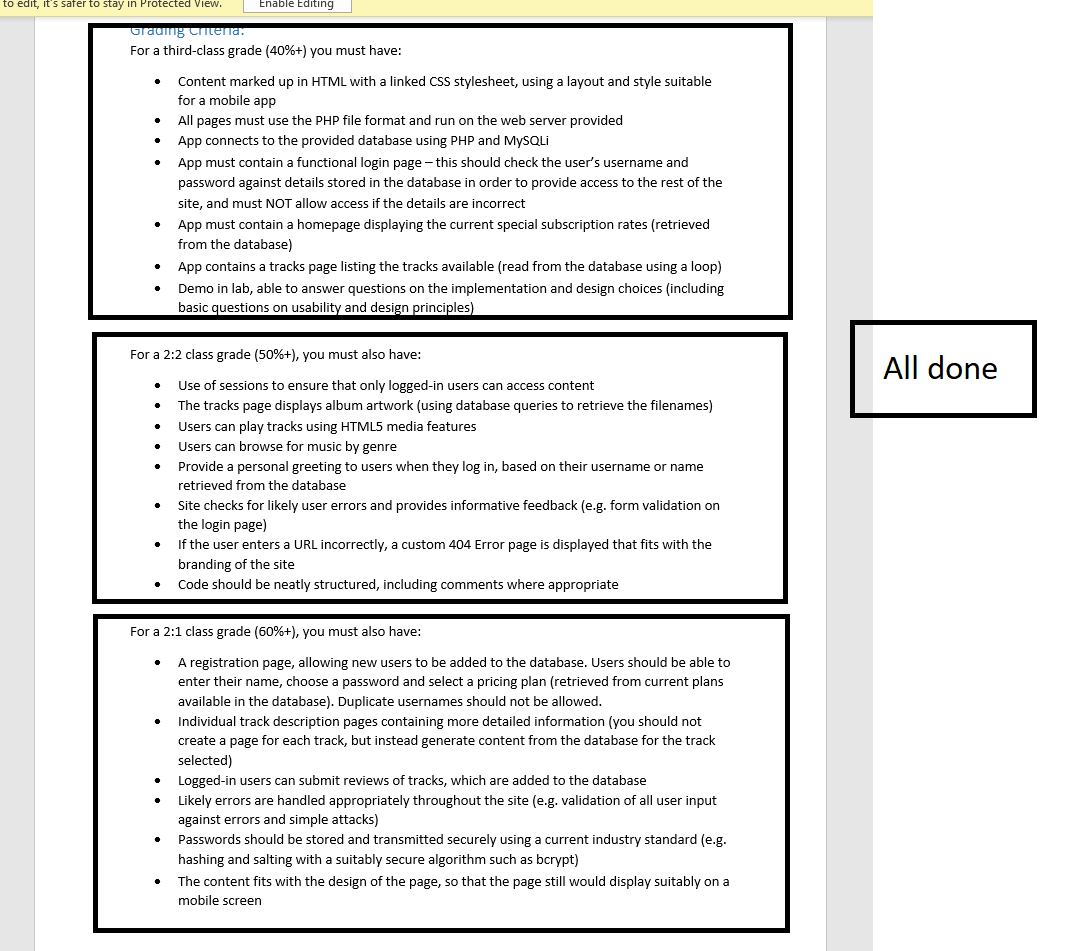 to edit, it's safer to stay in Protected View. Enable Editing
Grading Criteria:
For a third-class grade (40%+) you must have:
• Content marked up in HTML with a linked CSS stylesheet, using a layout and style suitable
for a mobile app
• All pages must use the PHP file format and run on the web server provided
• App connects to the provided database using PHP and MySQLi
• App must contain a functional login page – this should check the user's username and
password against details stored in the database in order to provide access to the rest of the
site, and must NOT allow access if the details are incorrect
• App must contain a homepage displaying the current special subscription rates (retrieved
from the database)
• App contains a tracks page listing the tracks available (read from the database using a loop)
• Demo in lab, able to answer questions on the implementation and design choices (including
basic questions on usability and design principles)
For a 2:2 class grade (50%+), you must also have:
• Use of sessions to ensure that only logged-in users can access content
• The tracks page displays album artwork (using database queries to retrieve the filenames)
• Users can play tracks using HTML5 media features
• Users can browse for music by genre
• Provide a personal greeting to users when they log in, based on their username or name
retrieved from the database
• Site checks for likely user errors and provides informative feedback (e.g. form validation on
the login page)
• If the user enters a URL incorrectly, a custom 404 Error page is displayed that fits with the
branding of the site
• Code should be neatly structured, including comments where appropriate
All done
For a 2:1 class grade (60%+), you must also have:
• A registration page, allowing new users to be added to the database. Users should be able to
enter their name, choose a password and select a pricing plan (retrieved from current plans
available in the database). Duplicate usernames should not be allowed.
• Individual track description pages containing more detailed information (you should not
create a page for each track, but instead generate content from the database for the track
selected)
• Logged-in users can submit reviews of tracks, which are added to the database
• Likely errors are handled appropriately throughout the site (e.g. validation of all user input
against errors and simple attacks)
• Passwords should be stored and transmitted securely using a current industry standard (e.g.
hashing and salting with a suitably secure algorithm such as bcrypt)
• The content fits with the design of the page, so that the page still would display suitably on a
mobile screen